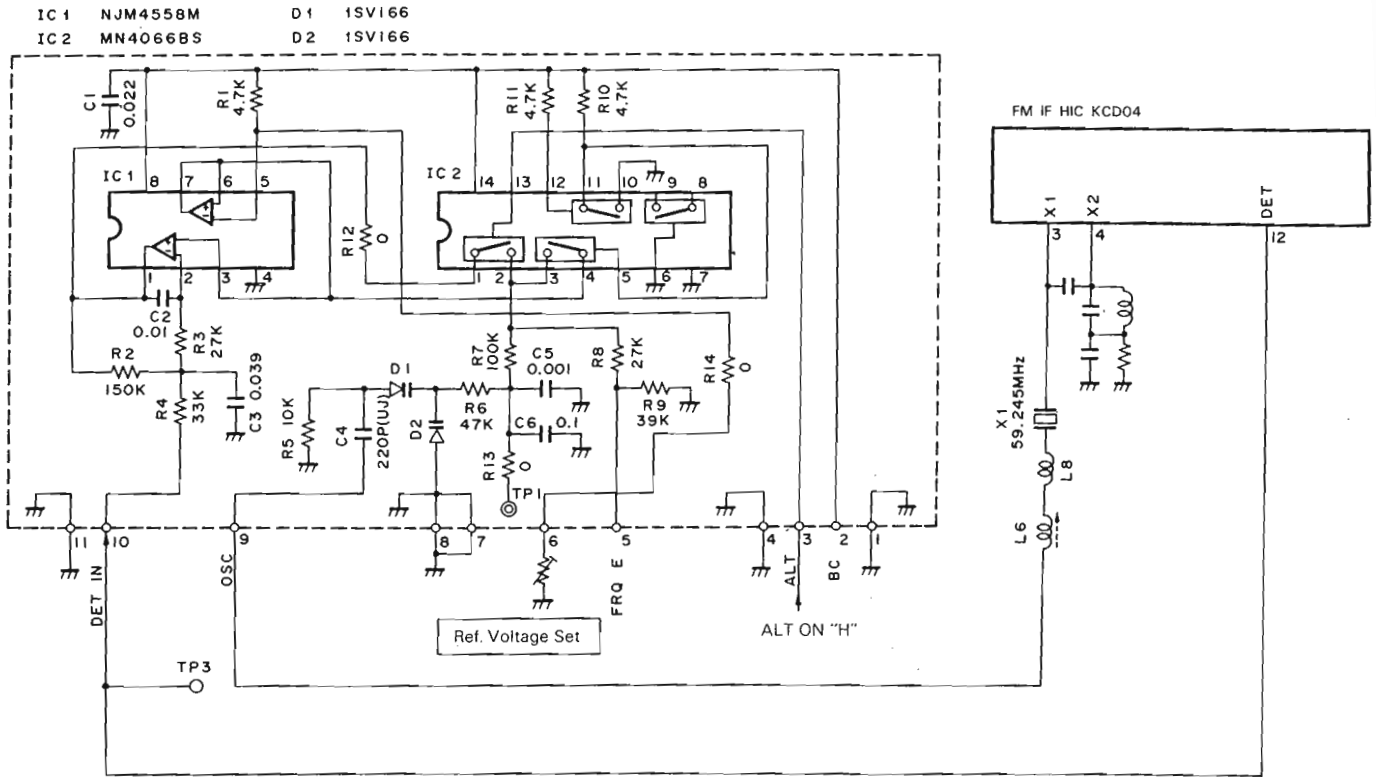 IC1 NJM4558M D1 1SV166
IC2 MN4066BS D2 1SV166
C1 0.022
R1 4.7K
R11 4.7K
R10 4.7K
FM IF HIC KCD04
IC1
8 7 6 5
IC2
14 13 12 11 10 9 8
X1 X2 DET
3 4 12
R12 0
1 2 3 4
1 2 3 4 5 6 7
C2 0.01
R3 27K
R2 150K
R4 33K
C3 0.039
R5 10K
C4 220P(UJ)
D1
D2
R6 47K
R7 100K
C5 0.001
C6 0.1
R8 27K
R9 39K
R14 0
R13 0
TP1
X1 59.245MHz
L8
L6
11 10 9 8 7 6 5 4 3 2 1
DET IN
OSC
FRQ E
ALT
BC
Ref. Voltage Set
ALT ON "H"
TP3